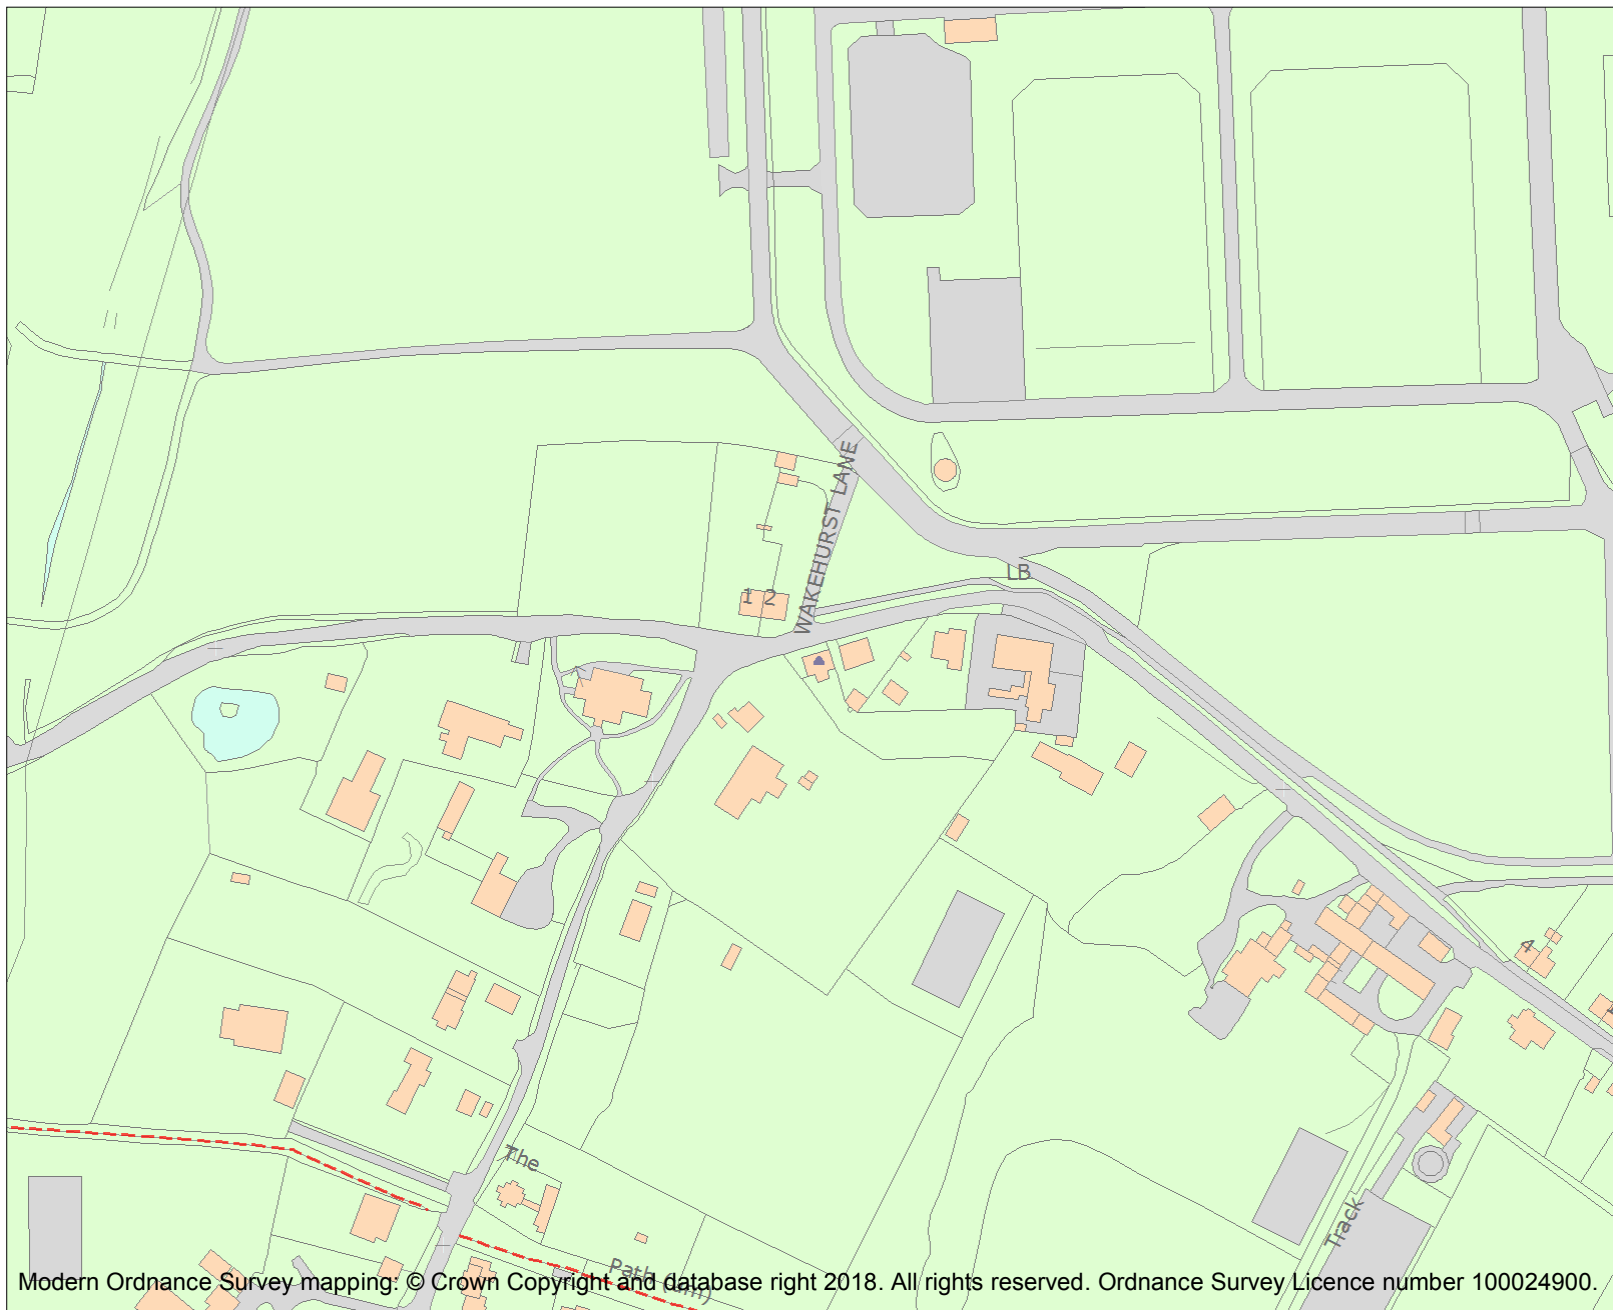 WAKEHURST LANE
LB
1 2
4
The
Track
Path (um)
Modern Ordnance Survey mapping: © Crown Copyright and database right 2018. All rights reserved. Ordnance Survey Licence number 100024900.